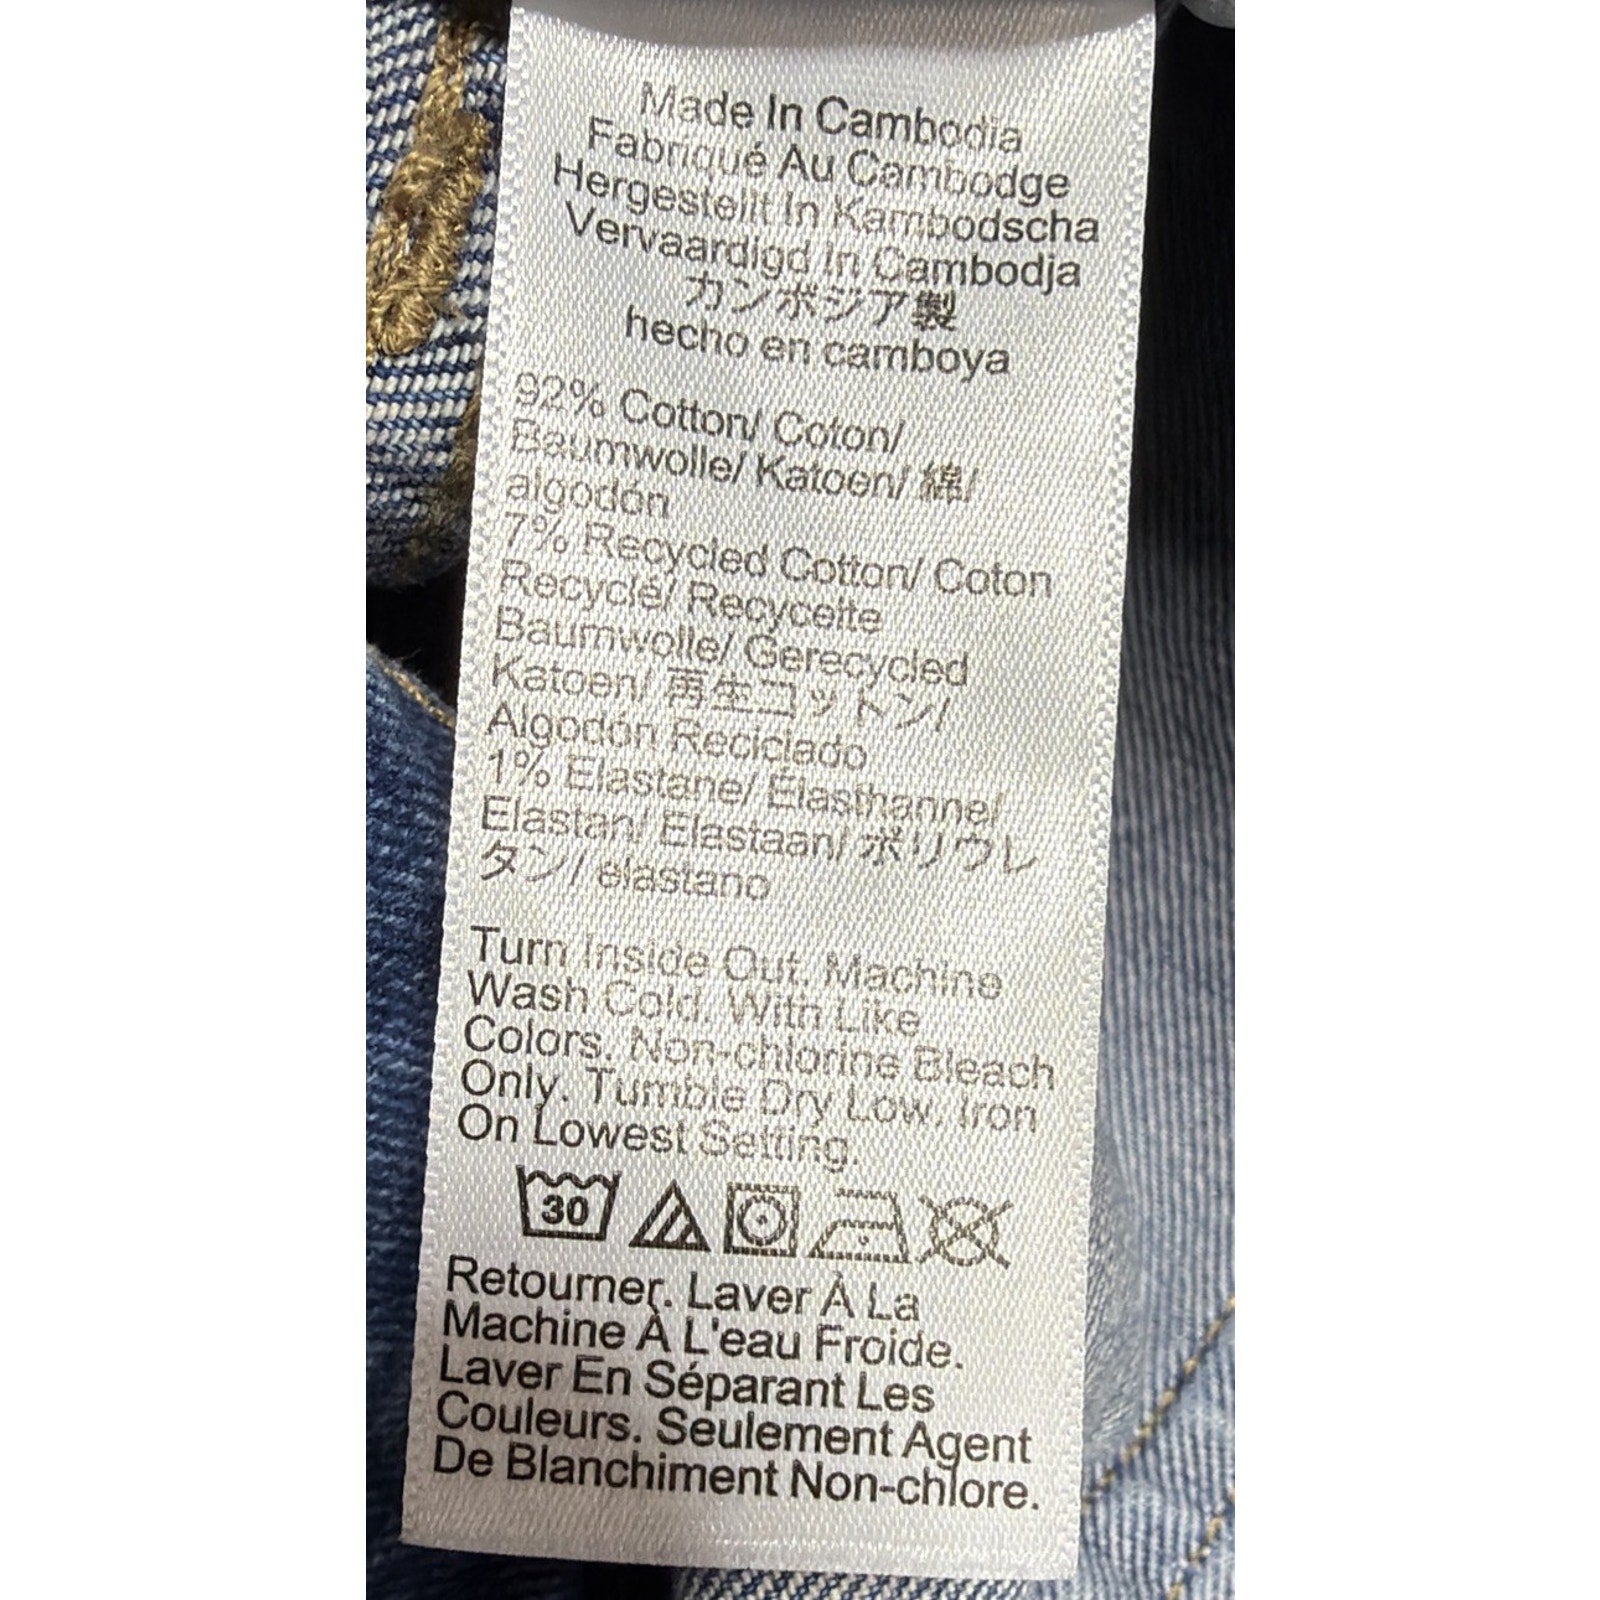 Made In Cambodia
Fabriqué Au Cambodge
Hergestellt In Kambodscha
Vervaardigd In Cambodja
カンボジア製
hecho en camboya
92% Cotton/ Coton/
Baumwolle/ Katoen/ 綿/
algodón
7% Recycled Cotton/ Coton
Recyclé/ Recycelte
Baumwolle/ Gerecycled
Katoen/ 再生コットン/
Algodón Reciclado
1% Elastane/ Élasthanne/
Elastan/ Elastaan/ ポリウレ
タン/ elastano
Turn Inside Out. Machine
Wash Cold. With Like
Colors. Non-chlorine Bleach
Only. Tumble Dry Low. Iron
On Lowest Setting.
30
Retourner. Laver À La
Machine À L'eau Froide.
Laver En Séparant Les
Couleurs. Seulement Agent
De Blanchiment Non-chlore.